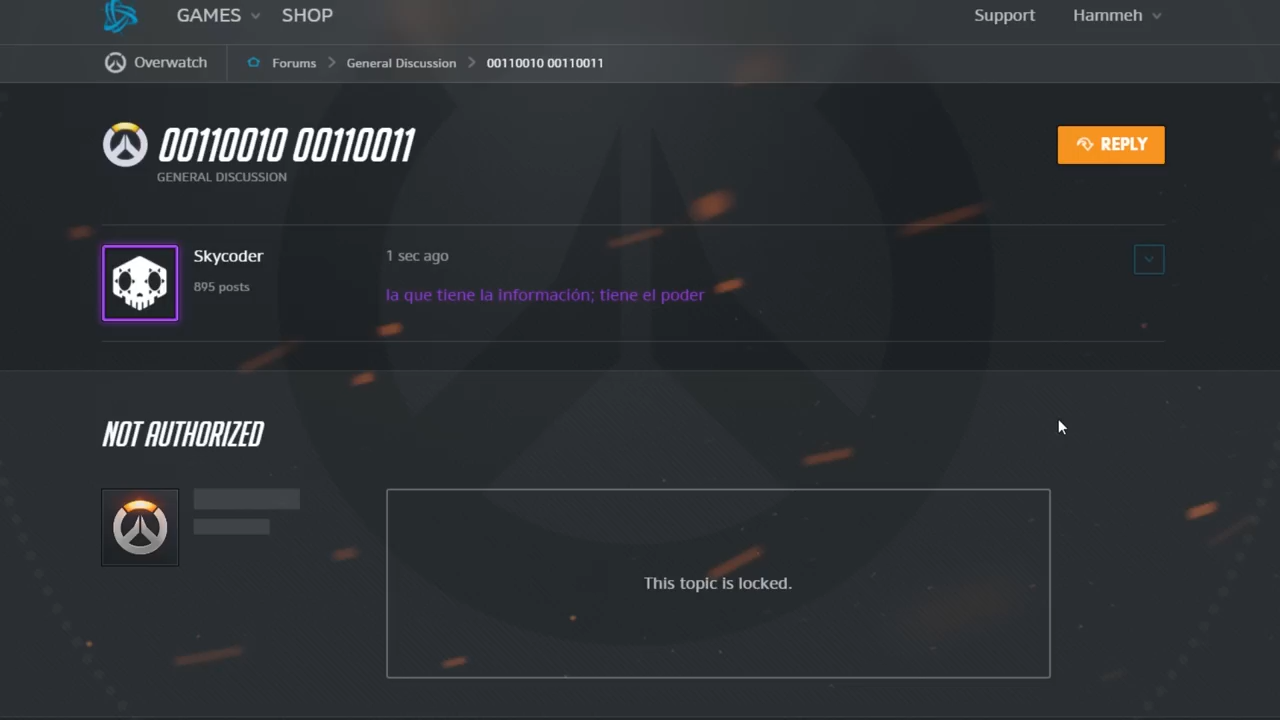 GAMES SHOP Support Hammeh
Overwatch Forums General Discussion 00110010 00110011
00110010 00110011
REPLY
GENERAL DISCUSSION
Skycoder 1 sec ago
895 posts
la que tiene la información; tiene el poder
NOT AUTHORIZED
This topic is locked.